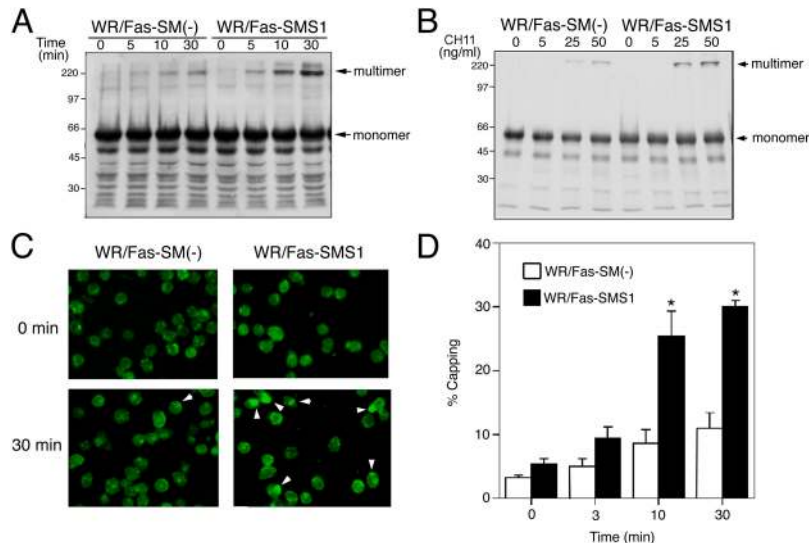 A
WR/Fas-SM(-) WR/Fas-SMS1
Time (min) 0 5 10 30 0 5 10 30
220
97
66
45
30
multimer
monomer
B
WR/Fas-SM(-) WR/Fas-SMS1
CH11 (ng/ml) 0 5 25 50 0 5 25 50
220
97
66
45
30
multimer
monomer
C
WR/Fas-SM(-) WR/Fas-SMS1
0 min
30 min
D
40
30
20
10
0
% Capping
WR/Fas-SM(-)
WR/Fas-SMS1
* *
0 3 10 30
Time (min)